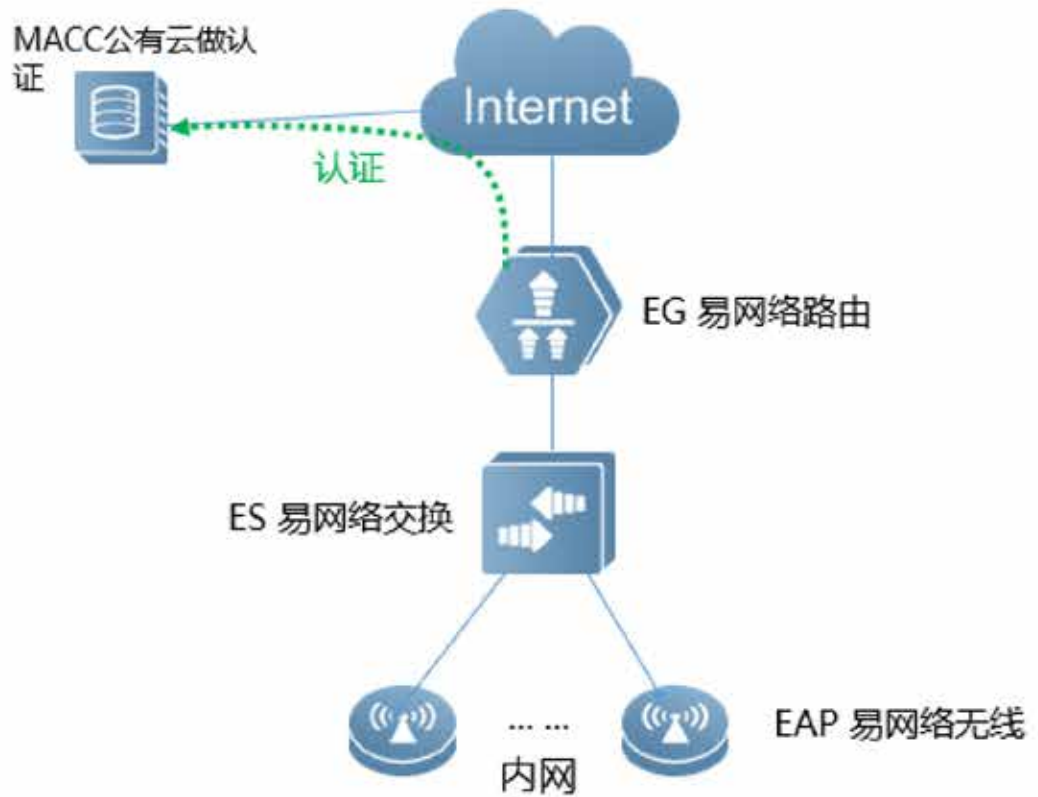 MACC公有云做认
证
Internet
认证
EG 易网络路由
ES 易网络交换
... ...
EAP 易网络无线
内网